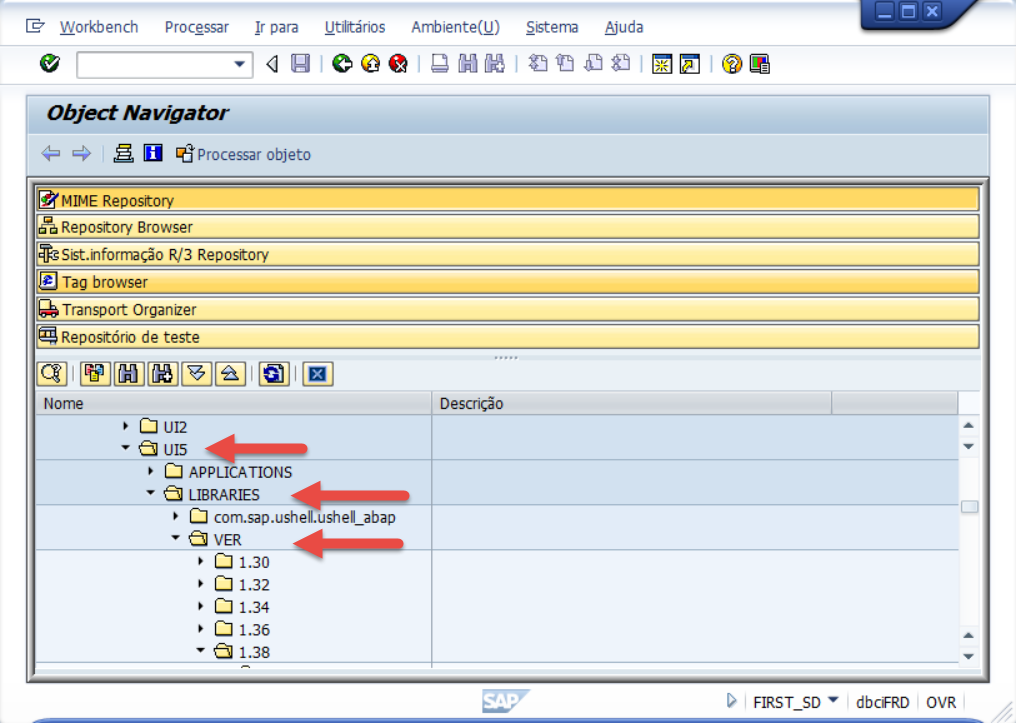 Workbench Processar Ir para Utilitários Ambiente(U) Sistema Ajuda
Object Navigator
Processar objeto
MIME Repository
Repository Browser
Sist.informação R/3 Repository
Tag browser
Transport Organizer
Repositório de teste
Nome Descrição
UI2
UI5
APPLICATIONS
LIBRARIES
com.sap.ushell.ushell_abap
VER
1.30
1.32
1.34
1.36
1.38
SAP FIRST_SD dbciFRD OVR